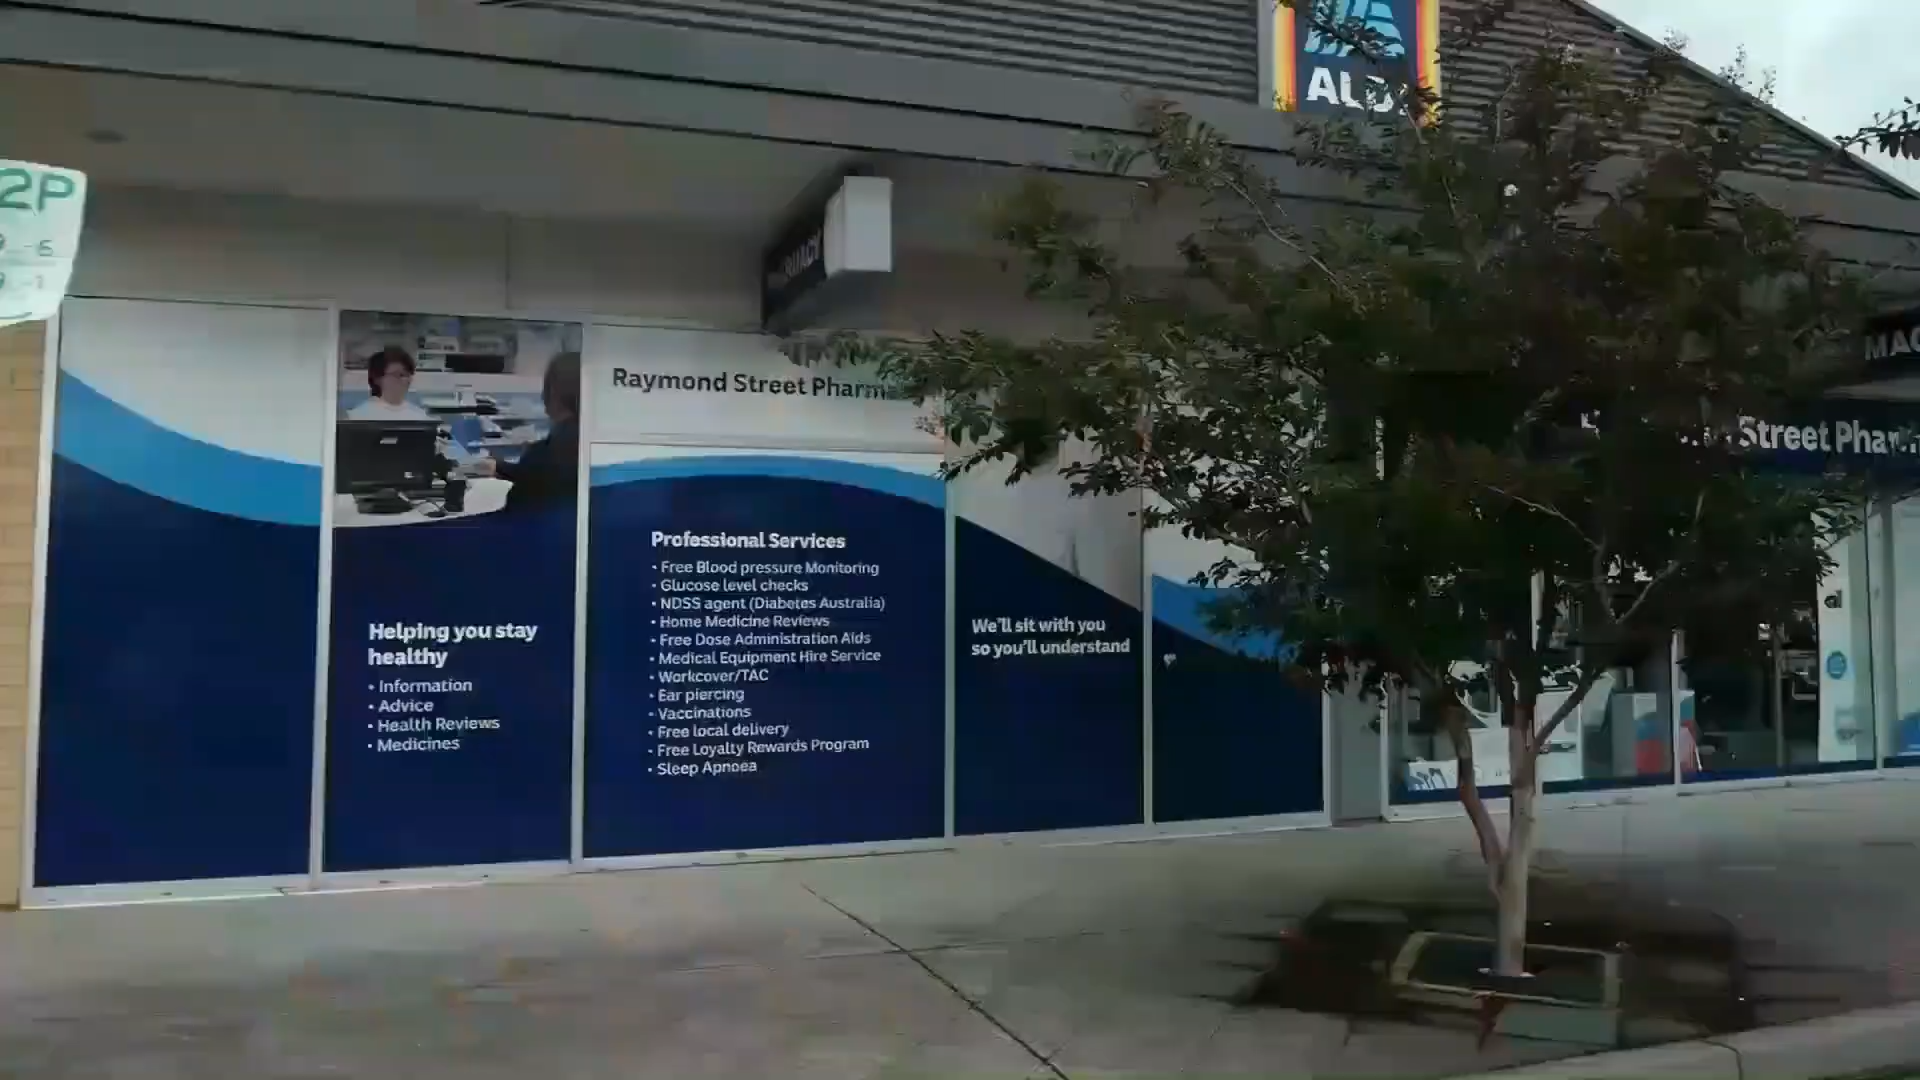 2P
ALDI
Raymond Street Pharm
Street Phar
MAC
Professional Services
• Free Blood pressure Monitoring
• Glucose level checks
• NDSS agent (Diabetes Australia)
• Home Medicine Reviews
• Free Dose Administration Aids
• Medical Equipment Hire Service
• Workcover/TAC
• Ear piercing
• Vaccinations
• Free local delivery
• Free Loyalty Rewards Program
• Sleep Apnoea
Helping you stay
healthy
• Information
• Advice
• Health Reviews
• Medicines
We'll sit with you
so you'll understand